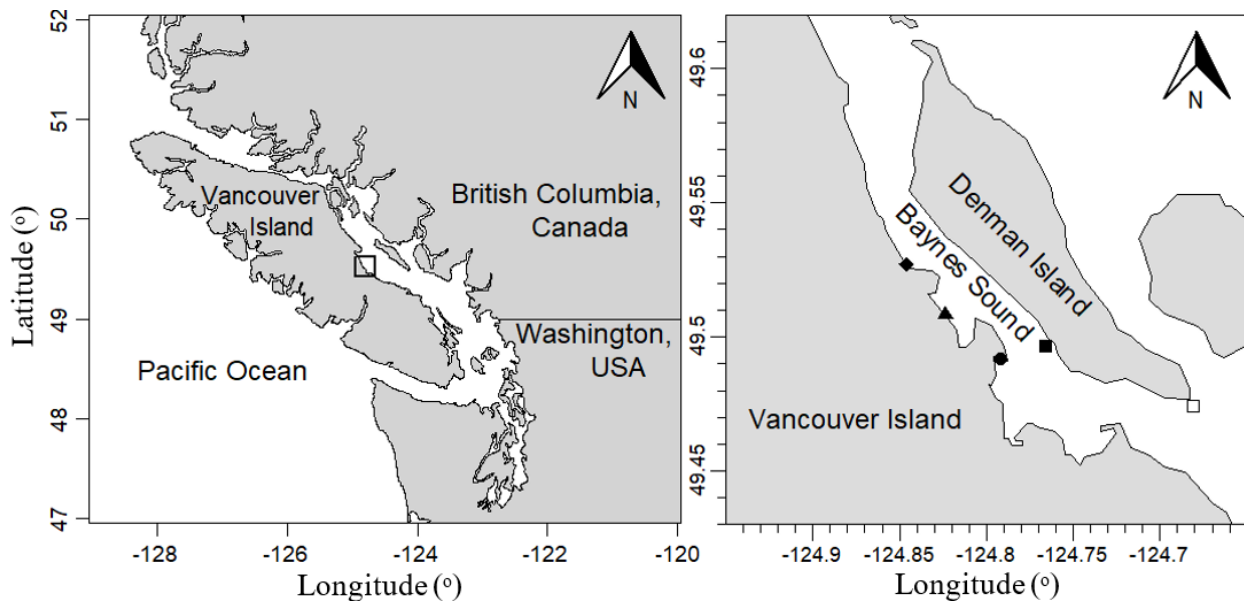 52
51
50
49
48
47
Latitude (o)
N
Vancouver
Island
British Columbia,
Canada
Washington,
USA
Pacific Ocean
-128
-126
-124
-122
-120
Longitude (o)
49.6
49.55
49.5
49.45
N
Denman Island
Baynes Sound
Vancouver Island
-124.9
-124.85
-124.8
-124.75
-124.7
Longitude (o)